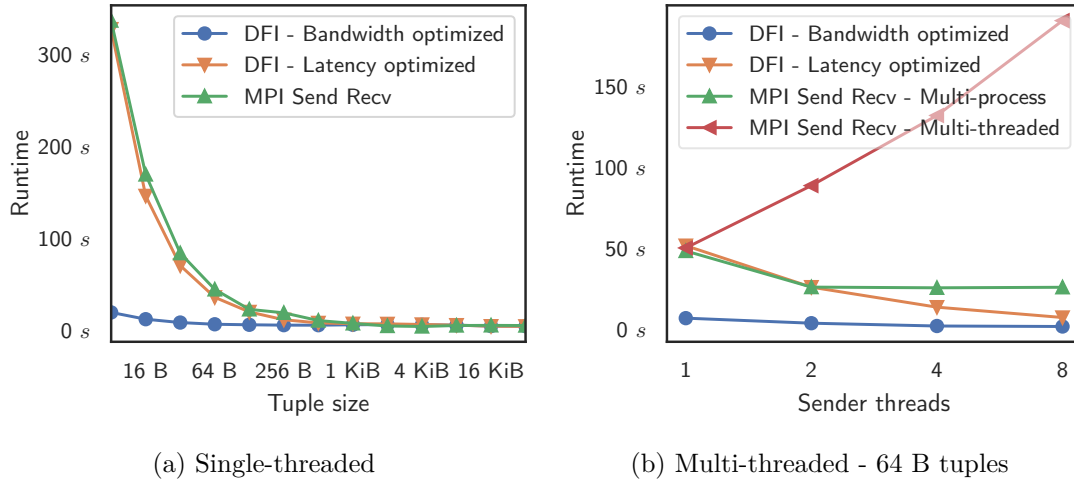 300 s
200 s
100 s
0 s
Runtime
DFI - Bandwidth optimized
DFI - Latency optimized
MPI Send Recv
16 B 64 B 256 B 1 KiB 4 KiB 16 KiB
Tuple size
(a) Single-threaded
150 s
100 s
50 s
0 s
Runtime
DFI - Bandwidth optimized
DFI - Latency optimized
MPI Send Recv - Multi-process
MPI Send Recv - Multi-threaded
1 2 4 8
Sender threads
(b) Multi-threaded - 64 B tuples